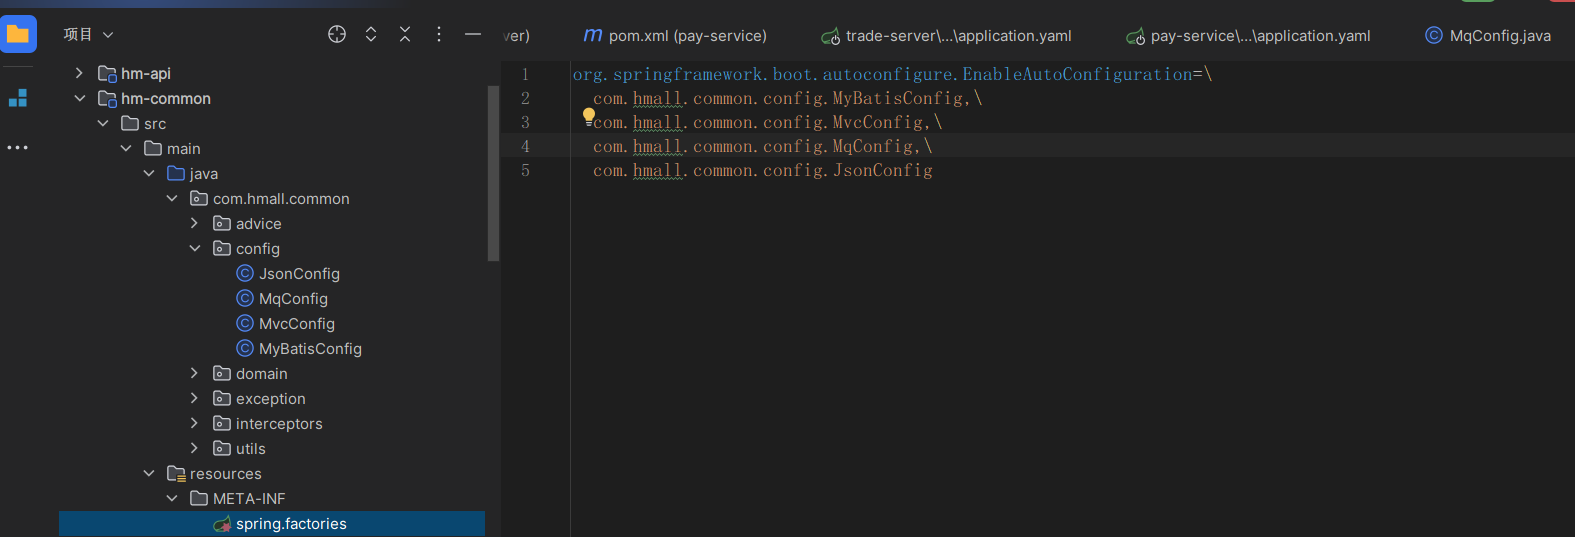 项目
ver)
pom.xml (pay-service)
trade-server\...\application.yaml
pay-service\...\application.yaml
MqConfig.java
hm-api
hm-common
src
main
java
com.hmall.common
advice
config
JsonConfig
MqConfig
MvcConfig
MyBatisConfig
domain
exception
interceptors
utils
resources
META-INF
spring.factories
1 org.springframework.boot.autoconfigure.EnableAutoConfiguration=\
2 com.hmall.common.config.MyBatisConfig,\
3 com.hmall.common.config.MvcConfig,\
4 com.hmall.common.config.MqConfig,\
5 com.hmall.common.config.JsonConfig